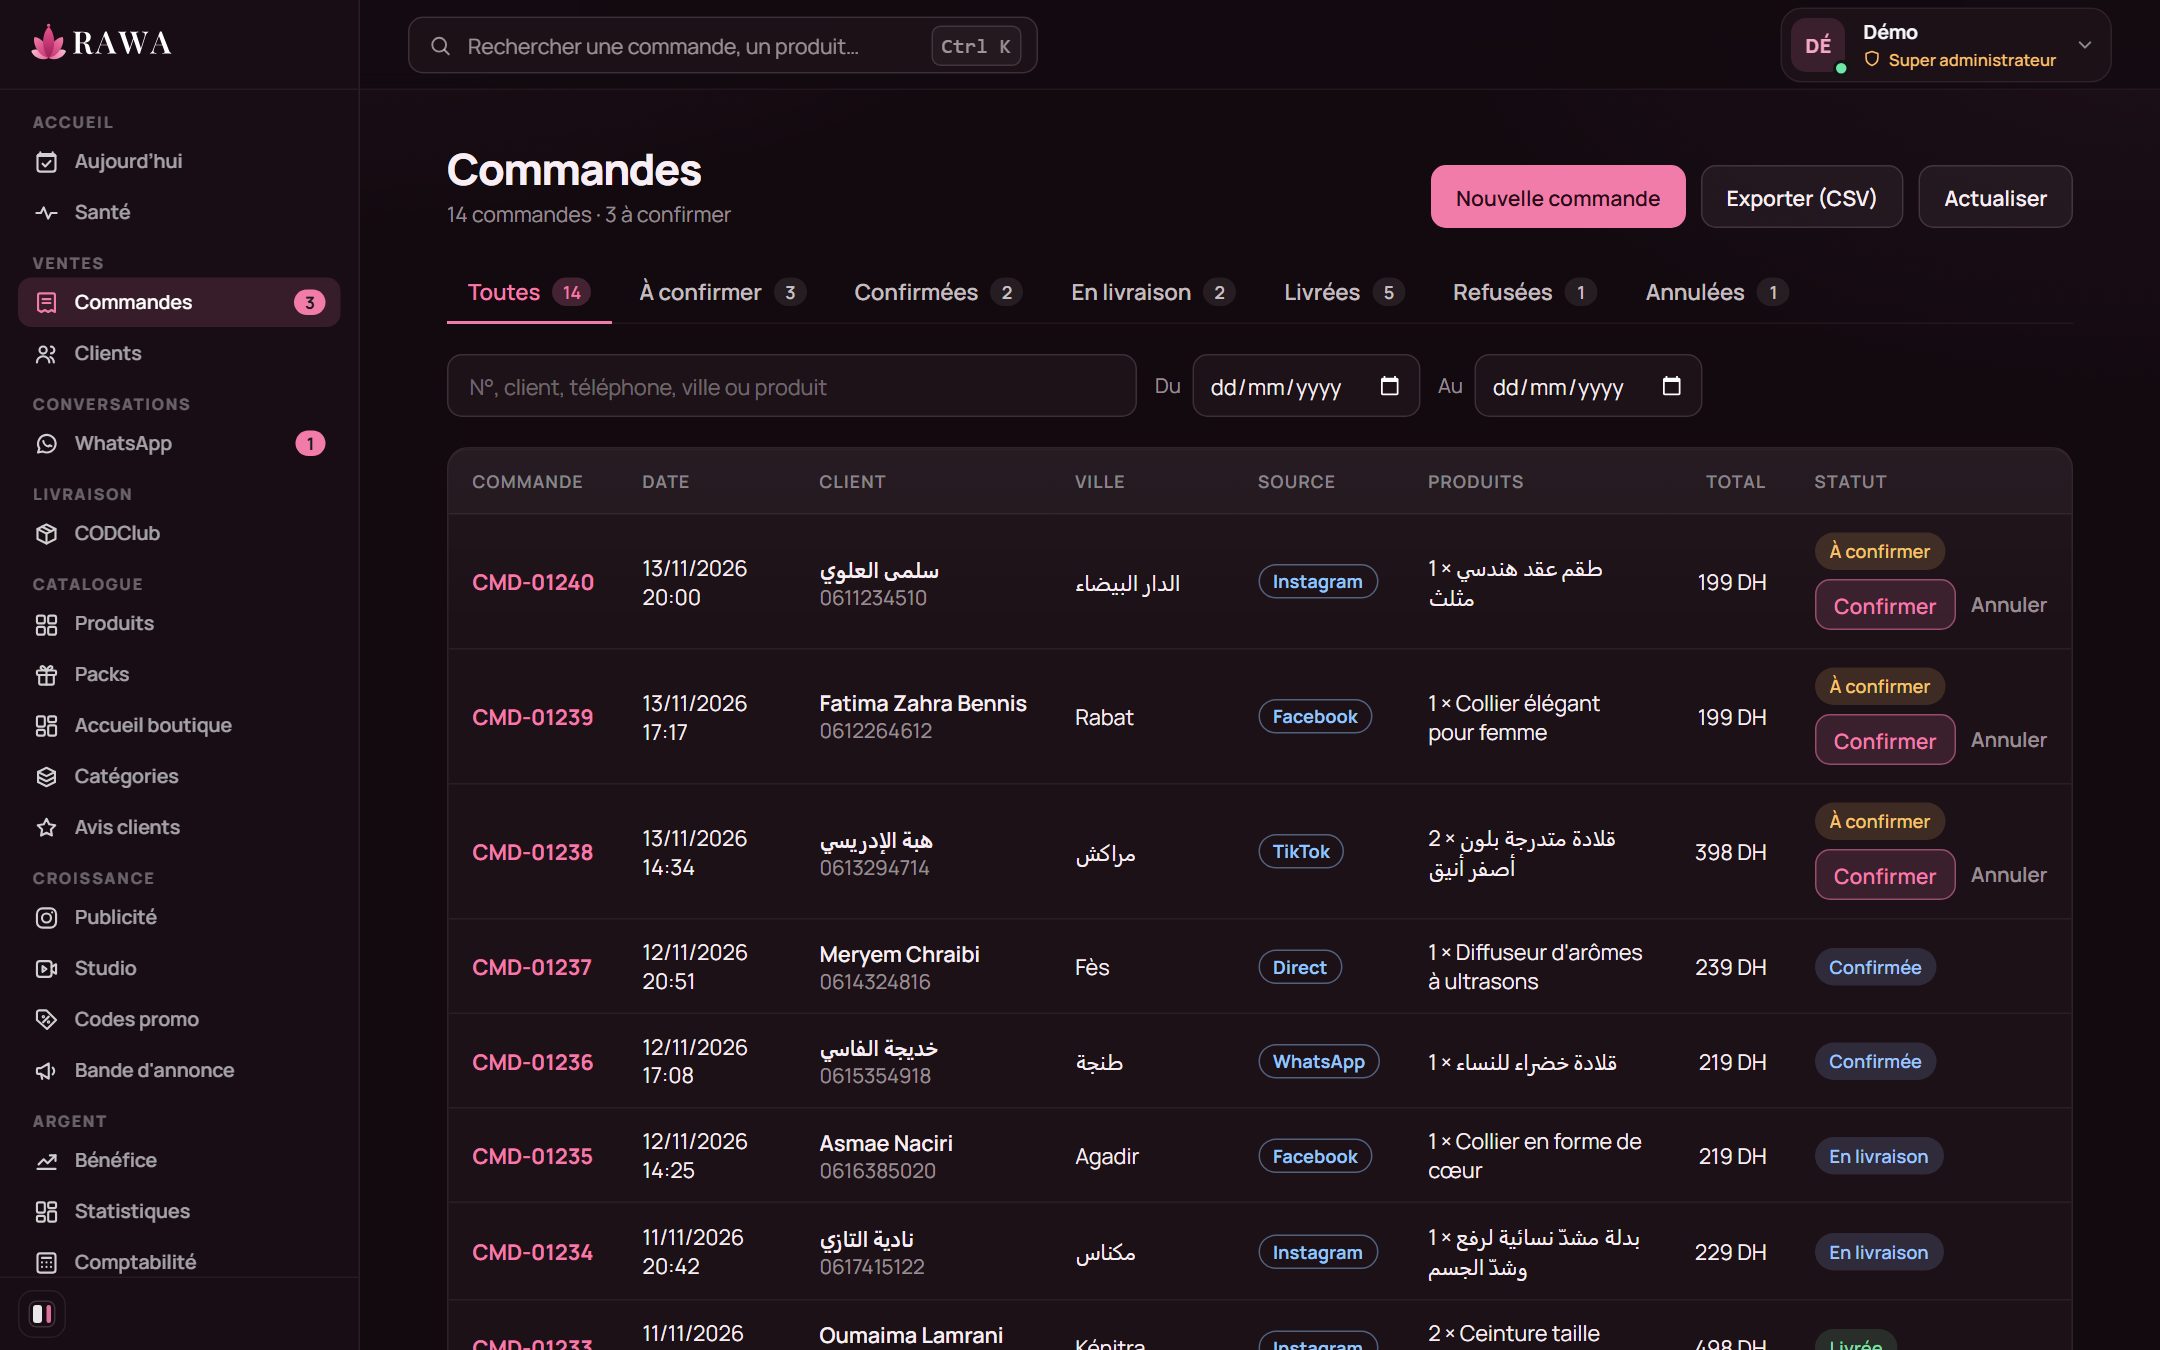 RAWA
Rechercher une commande, un produit...
Ctrl K
DÉ
Démo
Super administrateur
ACCUEIL
Aujourd'hui
Santé
VENTES
Commandes 3
Clients
CONVERSATIONS
WhatsApp 1
LIVRAISON
CODClub
CATALOGUE
Produits
Packs
Accueil boutique
Catégories
Avis clients
CROISSANCE
Publicité
Studio
Codes promo
Bande d'annonce
ARGENT
Bénéfice
Statistiques
Comptabilité
Commandes
14 commandes · 3 à confirmer
Nouvelle commande
Exporter (CSV)
Actualiser
Toutes 14
À confirmer 3
Confirmées 2
En livraison 2
Livrées 5
Refusées 1
Annulées 1
N°, client, téléphone, ville ou produit
Du dd/mm/yyyy
Au dd/mm/yyyy
COMMANDE DATE CLIENT VILLE SOURCE PRODUITS TOTAL STATUT
CMD-01240
13/11/2026
20:00
سلمى العلوي
0611234510
الدار البيضاء
Instagram
1 × طقم عقد هندسي
مثلث
199 DH
À confirmer
Confirmer Annuler
CMD-01239
13/11/2026
17:17
Fatima Zahra Bennis
0612264612
Rabat
Facebook
1 × Collier élégant
pour femme
199 DH
À confirmer
Confirmer Annuler
CMD-01238
13/11/2026
14:34
هبة الإدريسي
0613294714
مراكش
TikTok
2 × قلادة متدرجة بلون
أصفر أنيق
398 DH
À confirmer
Confirmer Annuler
CMD-01237
12/11/2026
20:51
Meryem Chraibi
0614324816
Fès
Direct
1 × Diffuseur d'arômes
à ultrasons
239 DH
Confirmée
CMD-01236
12/11/2026
17:08
خديجة الفاسي
0615354918
طنجة
WhatsApp
1 × قلادة خضراء للنساء
219 DH
Confirmée
CMD-01235
12/11/2026
14:25
Asmae Naciri
0616385020
Agadir
Facebook
1 × Collier en forme de
cœur
219 DH
En livraison
CMD-01234
11/11/2026
20:42
نادية التازي
0617415122
مكناس
Instagram
1 × بدلة مشدّ نسائية لرفع
وشدّ الجسم
229 DH
En livraison
CMD-01233
11/11/2026
Oumaima Lamrani
Kénitra
Instagram
2 × Ceinture taille
498 DH
Livrée